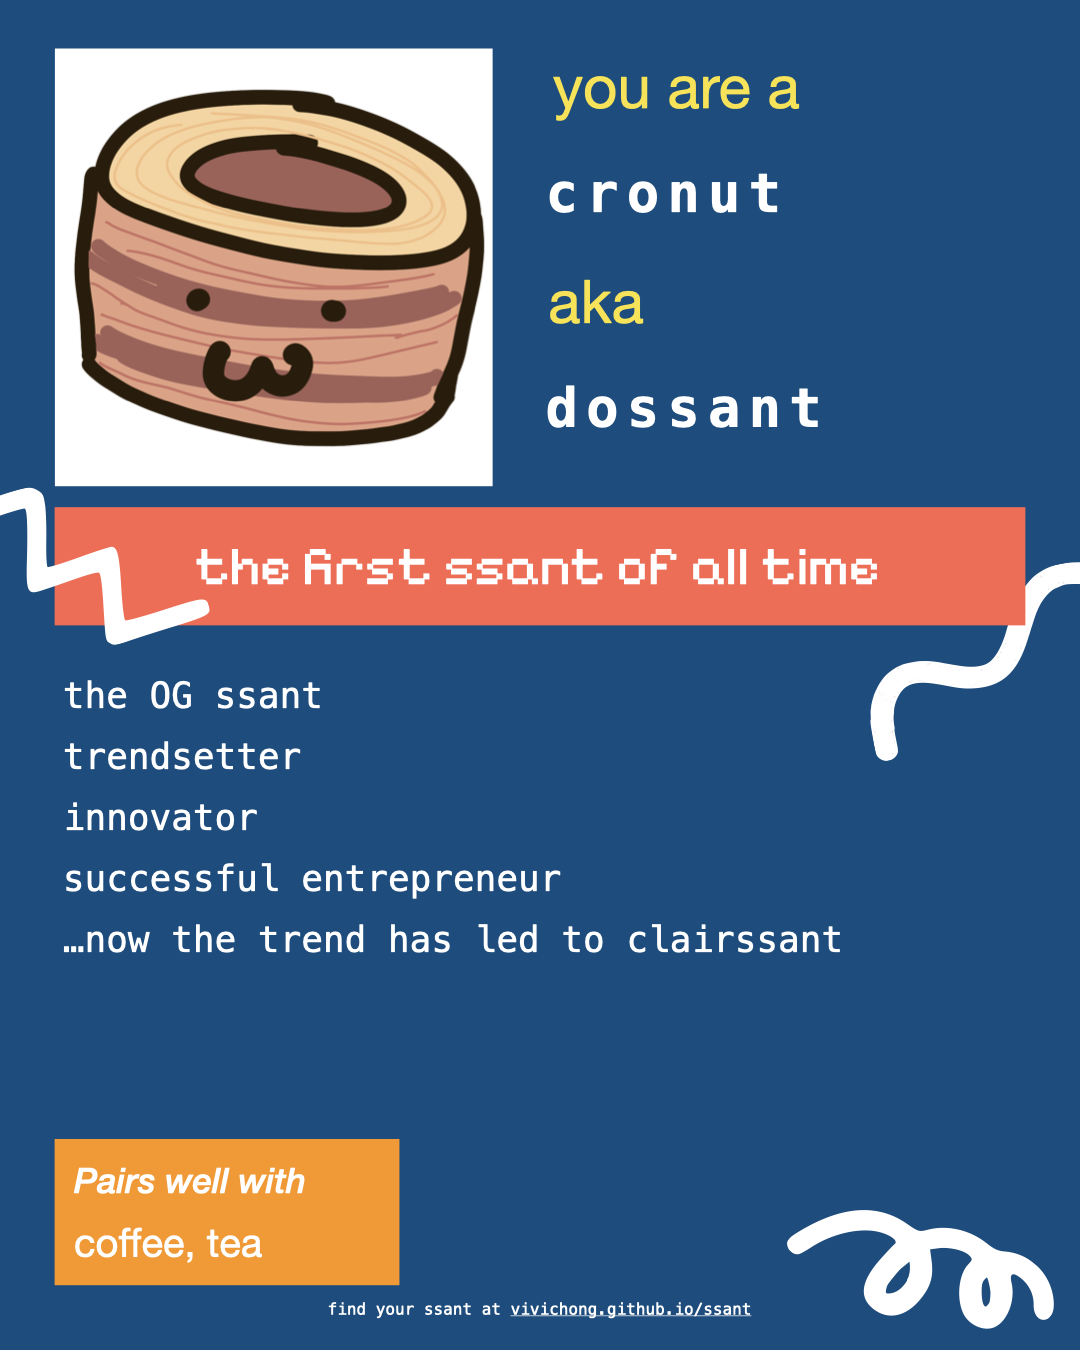 you are a
cronut
aka
dossant
the first ssant of all time
the OG ssant
trendsetter
innovator
successful entrepreneur
…now the trend has led to clairssant
Pairs well with
coffee, tea
find your ssant at vivichong.github.io/ssant